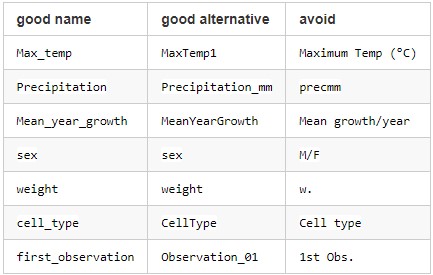 good name good alternative avoid
Max_temp MaxTemp1 Maximum Temp (°C)
Precipitation Precipitation_mm precmm
Mean_year_growth MeanYearGrowth Mean growth/year
sex sex M/F
weight weight w.
cell_type CellType Cell type
first_observation Observation_01 1st Obs.